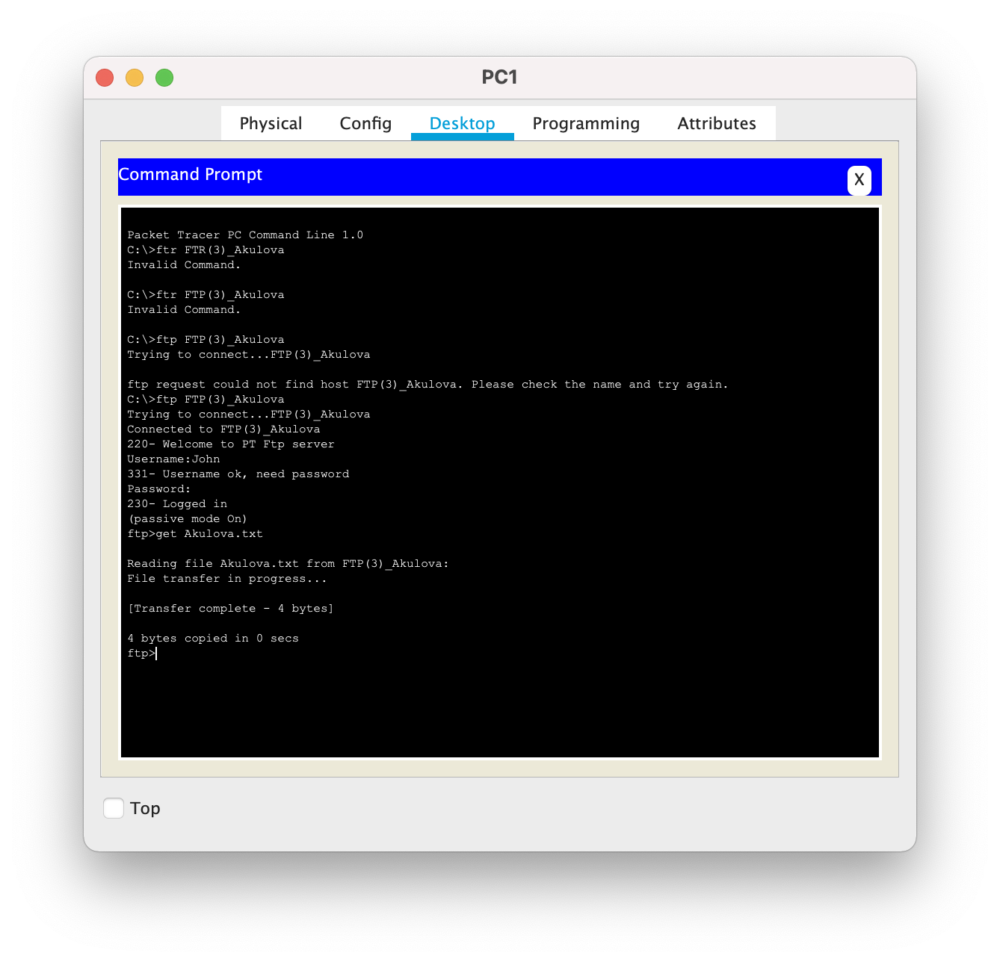 PC1
Physical Config Desktop Programming Attributes
Command Prompt
X
Packet Tracer PC Command Line 1.0
C:\>ftr FTR(3)_Akulova
Invalid Command.
C:\>ftr FTP(3)_Akulova
Invalid Command.
C:\>ftp FTP(3)_Akulova
Trying to connect...FTP(3)_Akulova
ftp request could not find host FTP(3)_Akulova. Please check the name and try again.
C:\>ftp FTP(3)_Akulova
Trying to connect...FTP(3)_Akulova
Connected to FTP(3)_Akulova
220- Welcome to PT Ftp server
Username:John
331- Username ok, need password
Password:
230- Logged in
(passive mode On)
ftp>get Akulova.txt
Reading file Akulova.txt from FTP(3)_Akulova:
File transfer in progress...
[Transfer complete - 4 bytes]
4 bytes copied in 0 secs
ftp>
Top